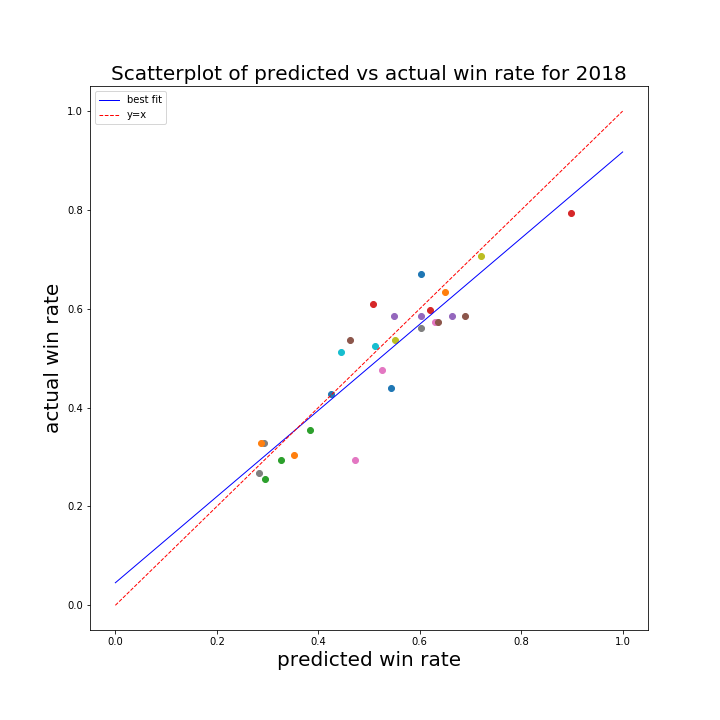 Scatterplot of predicted vs actual win rate for 2018
best fit
y=x
1.0
0.8
0.6
0.4
0.2
0.0
actual win rate
0.0 0.2 0.4 0.6 0.8 1.0
predicted win rate